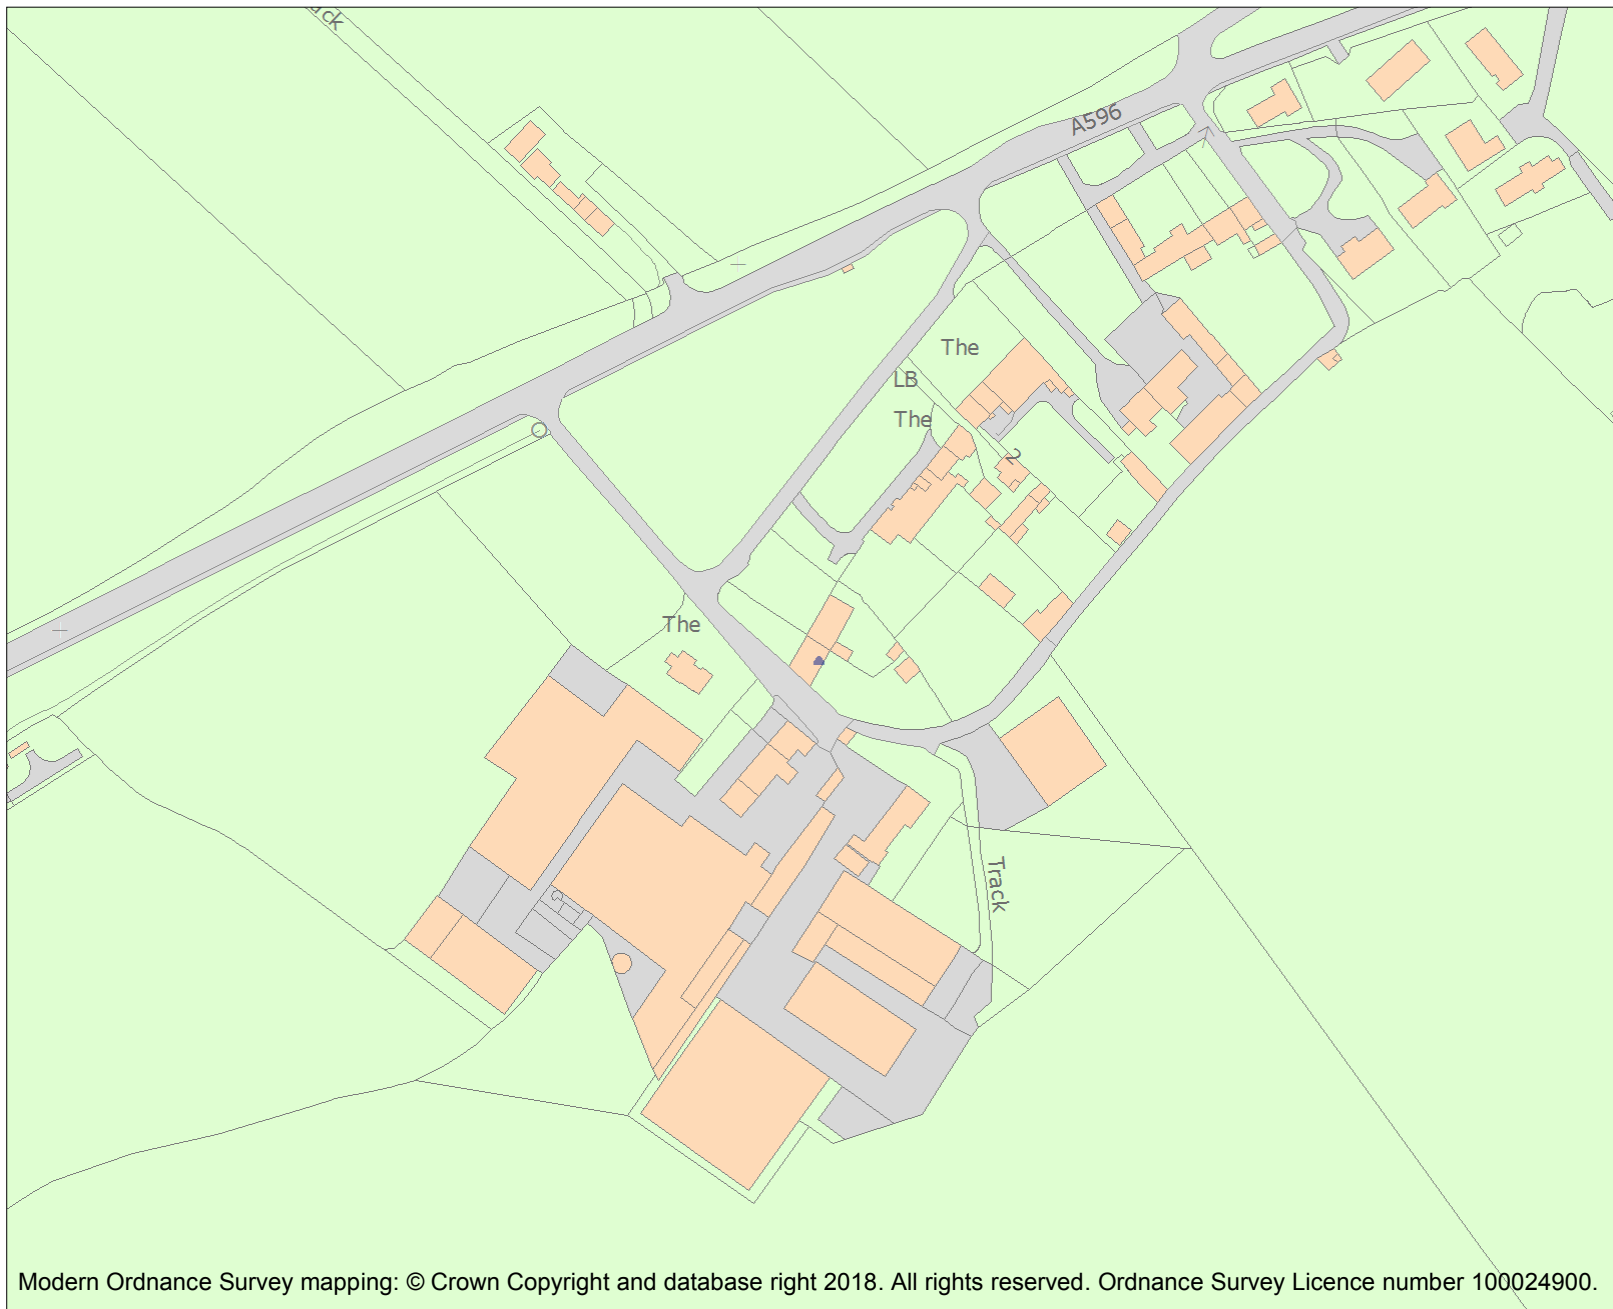 ack
A596
The
LB
The
2
The
Track
Modern Ordnance Survey mapping: © Crown Copyright and database right 2018. All rights reserved. Ordnance Survey Licence number 100024900.